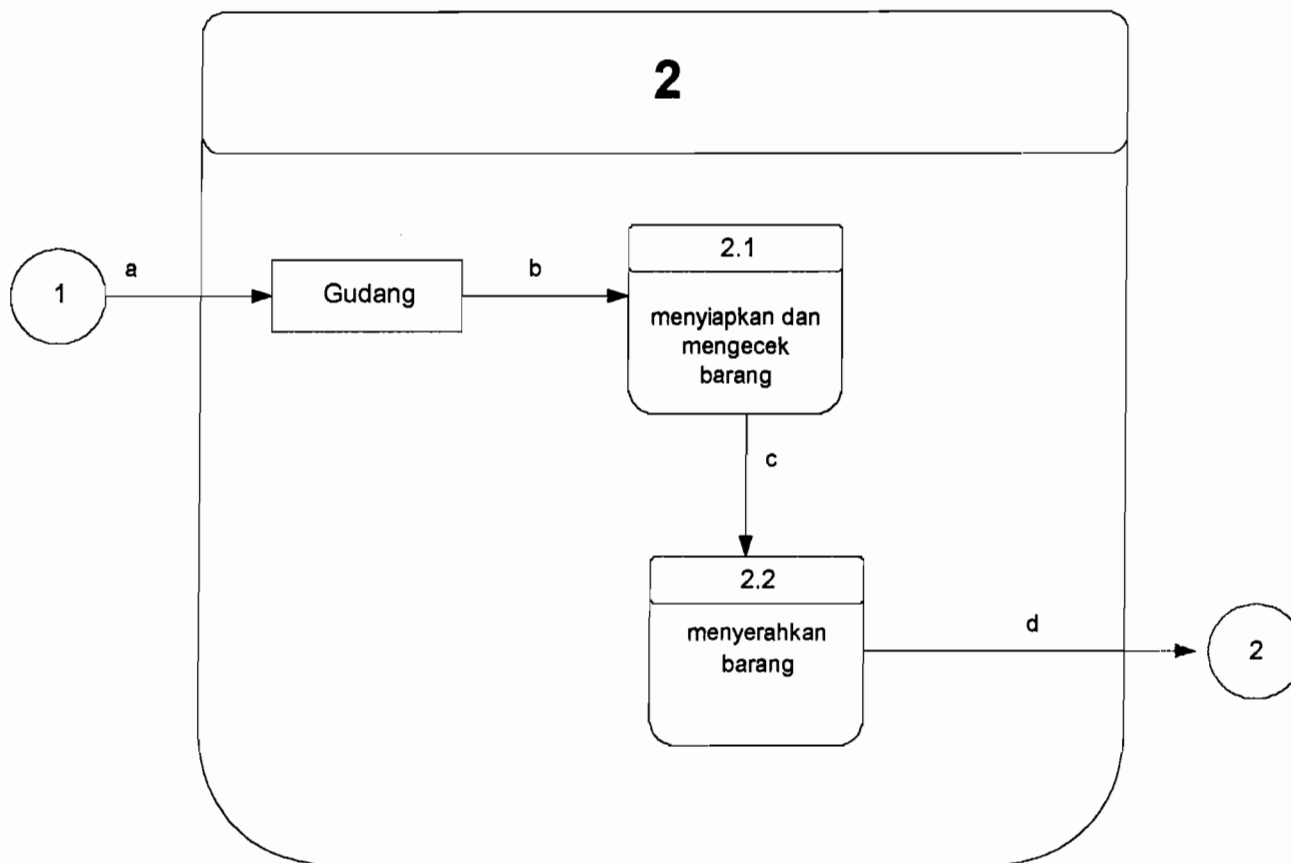 2
1
a
Gudang
b
2.1
menyiapkan dan
mengecek
barang
c
2.2
menyerahkan
barang
d
2